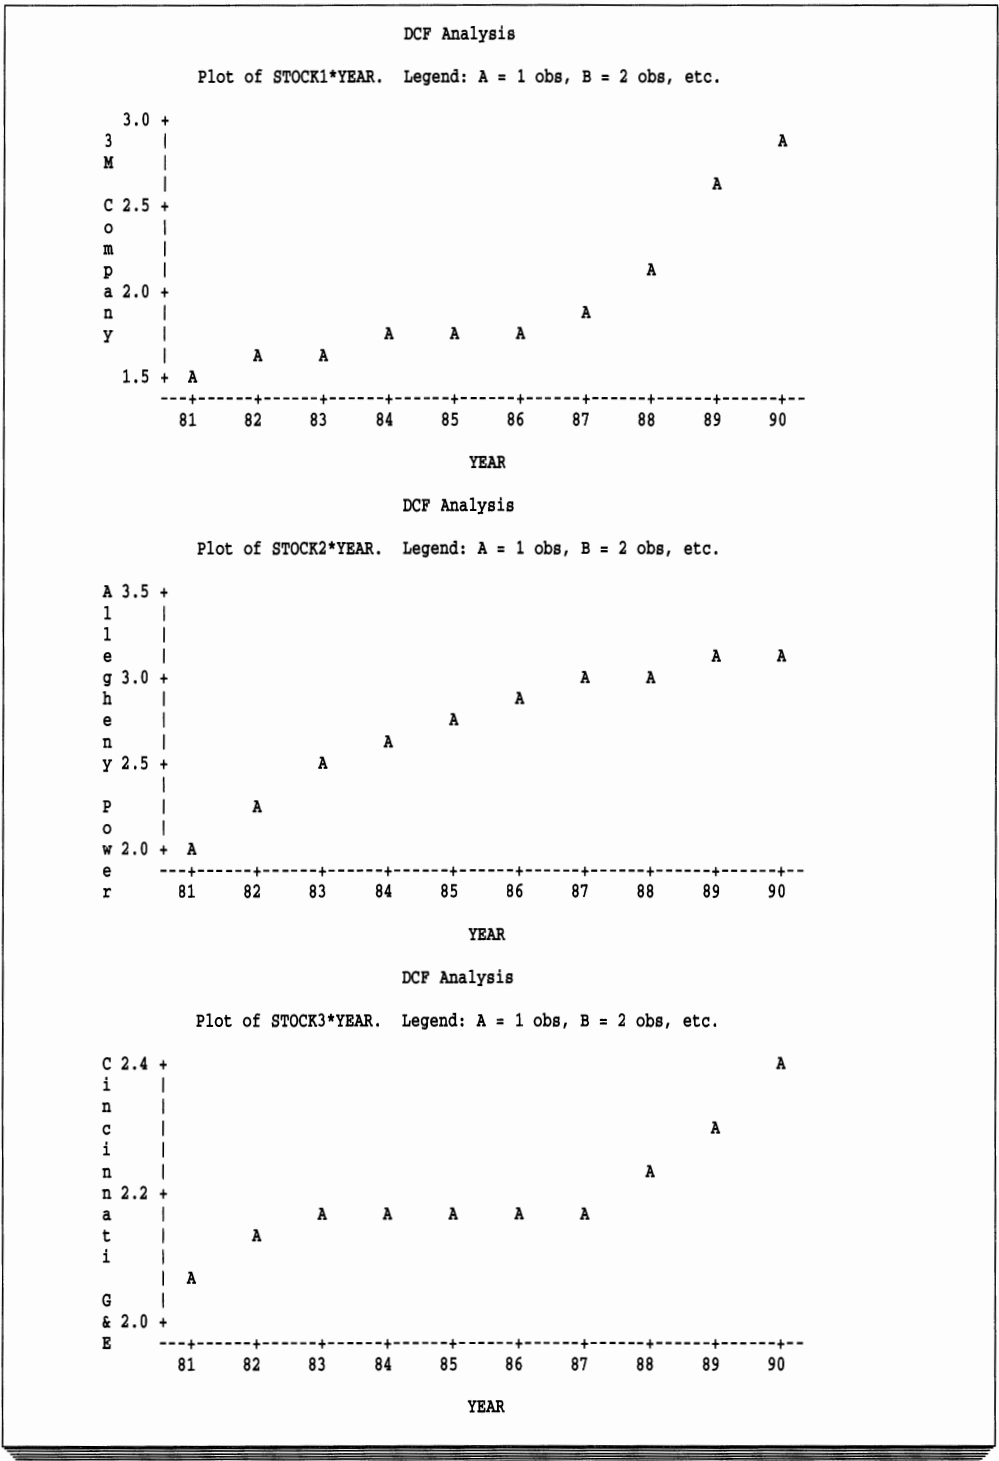 DCF Analysis
Plot of STOCK1*YEAR. Legend: A = 1 obs, B = 2 obs, etc.
3.0 +
3 |
A
M |
|
A
C 2.5 +
o |
m |
p |
A
a 2.0 +
n |
A
y |
A A A
|
A A
1.5 + A
---+------+------+------+------+------+------+------+------+------+--
81 82 83 84 85 86 87 88 89 90
YEAR
DCF Analysis
Plot of STOCK2*YEAR. Legend: A = 1 obs, B = 2 obs, etc.
A 3.5 +
l |
l |
e |
A A
g 3.0 +
A A
h |
A
e |
A
n |
A
y 2.5 +
A
|
P |
A
o |
w 2.0 + A
e ---+------+------+------+------+------+------+------+------+------+--
r 81 82 83 84 85 86 87 88 89 90
YEAR
DCF Analysis
Plot of STOCK3*YEAR. Legend: A = 1 obs, B = 2 obs, etc.
C 2.4 +
A
i |
n |
c |
A
i |
n |
A
n 2.2 +
a |
A A A A A
t |
A
i |
| A
G |
& 2.0 +
E ---+------+------+------+------+------+------+------+------+------+--
81 82 83 84 85 86 87 88 89 90
YEAR